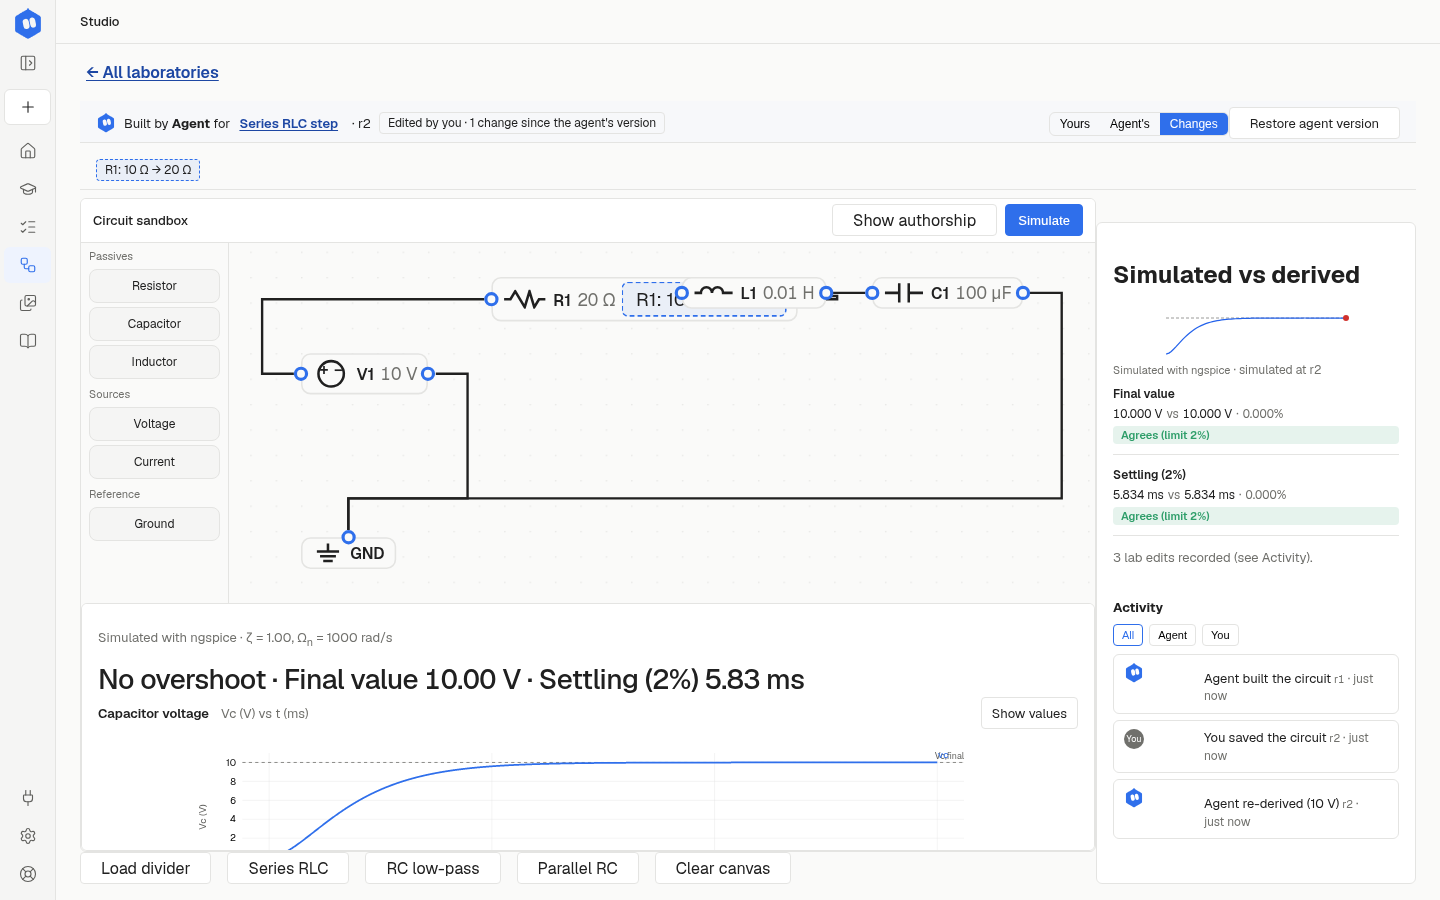 Studio
← All laboratories
Built by Agent for Series RLC step · r2 Edited by you · 1 change since the agent's version Yours Agent's Changes Restore agent version
R1: 10 Ω → 20 Ω
Circuit sandbox Show authorship Simulate
Passives
Resistor
Capacitor
Inductor
Sources
Voltage
Current
Reference
Ground
R1 20 Ω R1: 10 L1 0.01 H C1 100 µF
V1 10 V
GND
Simulated with ngspice · ζ = 1.00, Ωn = 1000 rad/s
No overshoot · Final value 10.00 V · Settling (2%) 5.83 ms
Capacitor voltage Vc (V) vs t (ms) Show values
final
10
8
6
4
2
Vc (V)
Load divider Series RLC RC low-pass Parallel RC Clear canvas
Simulated vs derived
Simulated with ngspice · simulated at r2
Final value
10.000 V vs 10.000 V · 0.000%
Agrees (limit 2%)
Settling (2%)
5.834 ms vs 5.834 ms · 0.000%
Agrees (limit 2%)
3 lab edits recorded (see Activity).
Activity
All Agent You
Agent built the circuit r1 · just
now
You You saved the circuit r2 · just
now
Agent re-derived (10 V) r2 ·
just now